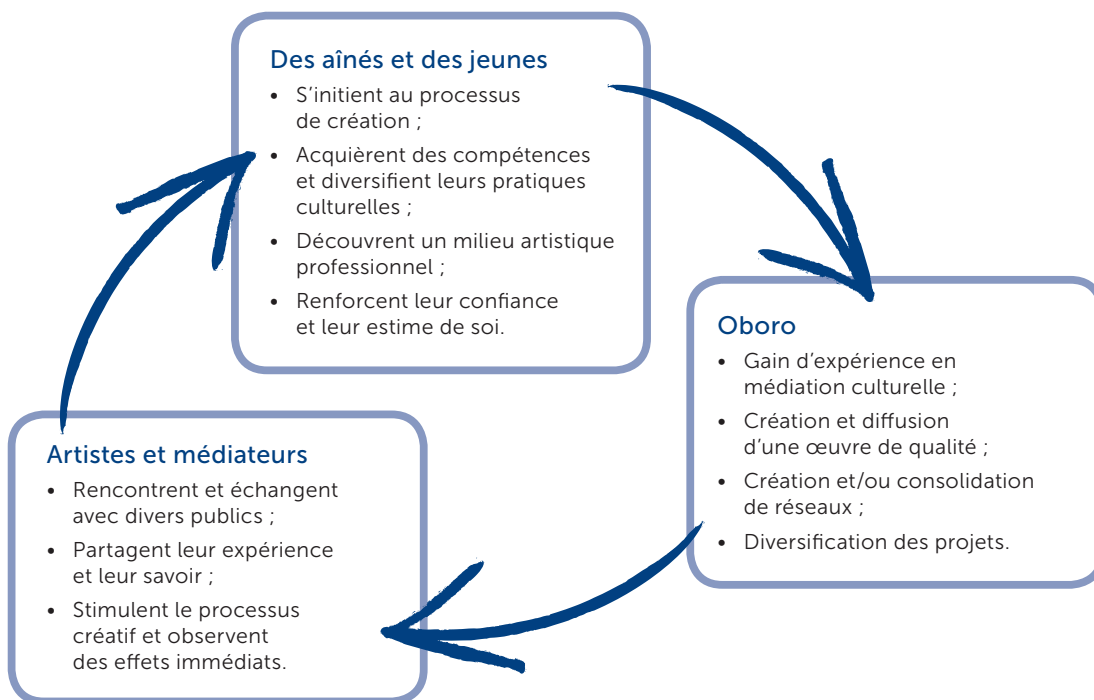 Des aînés et des jeunes
• S’initient au processus
de création ;
• Acquièrent des compétences
et diversifient leurs pratiques
culturelles ;
• Découvrent un milieu artistique
professionnel ;
• Renforcent leur confiance
et leur estime de soi.
Oboro
• Gain d’expérience en
médiation culturelle ;
• Création et diffusion
d’une œuvre de qualité ;
• Création et/ou consolidation
de réseaux ;
• Diversification des projets.
Artistes et médiateurs
• Rencontrent et échangent
avec divers publics ;
• Partagent leur expérience
et leur savoir ;
• Stimulent le processus
créatif et observent
des effets immédiats.